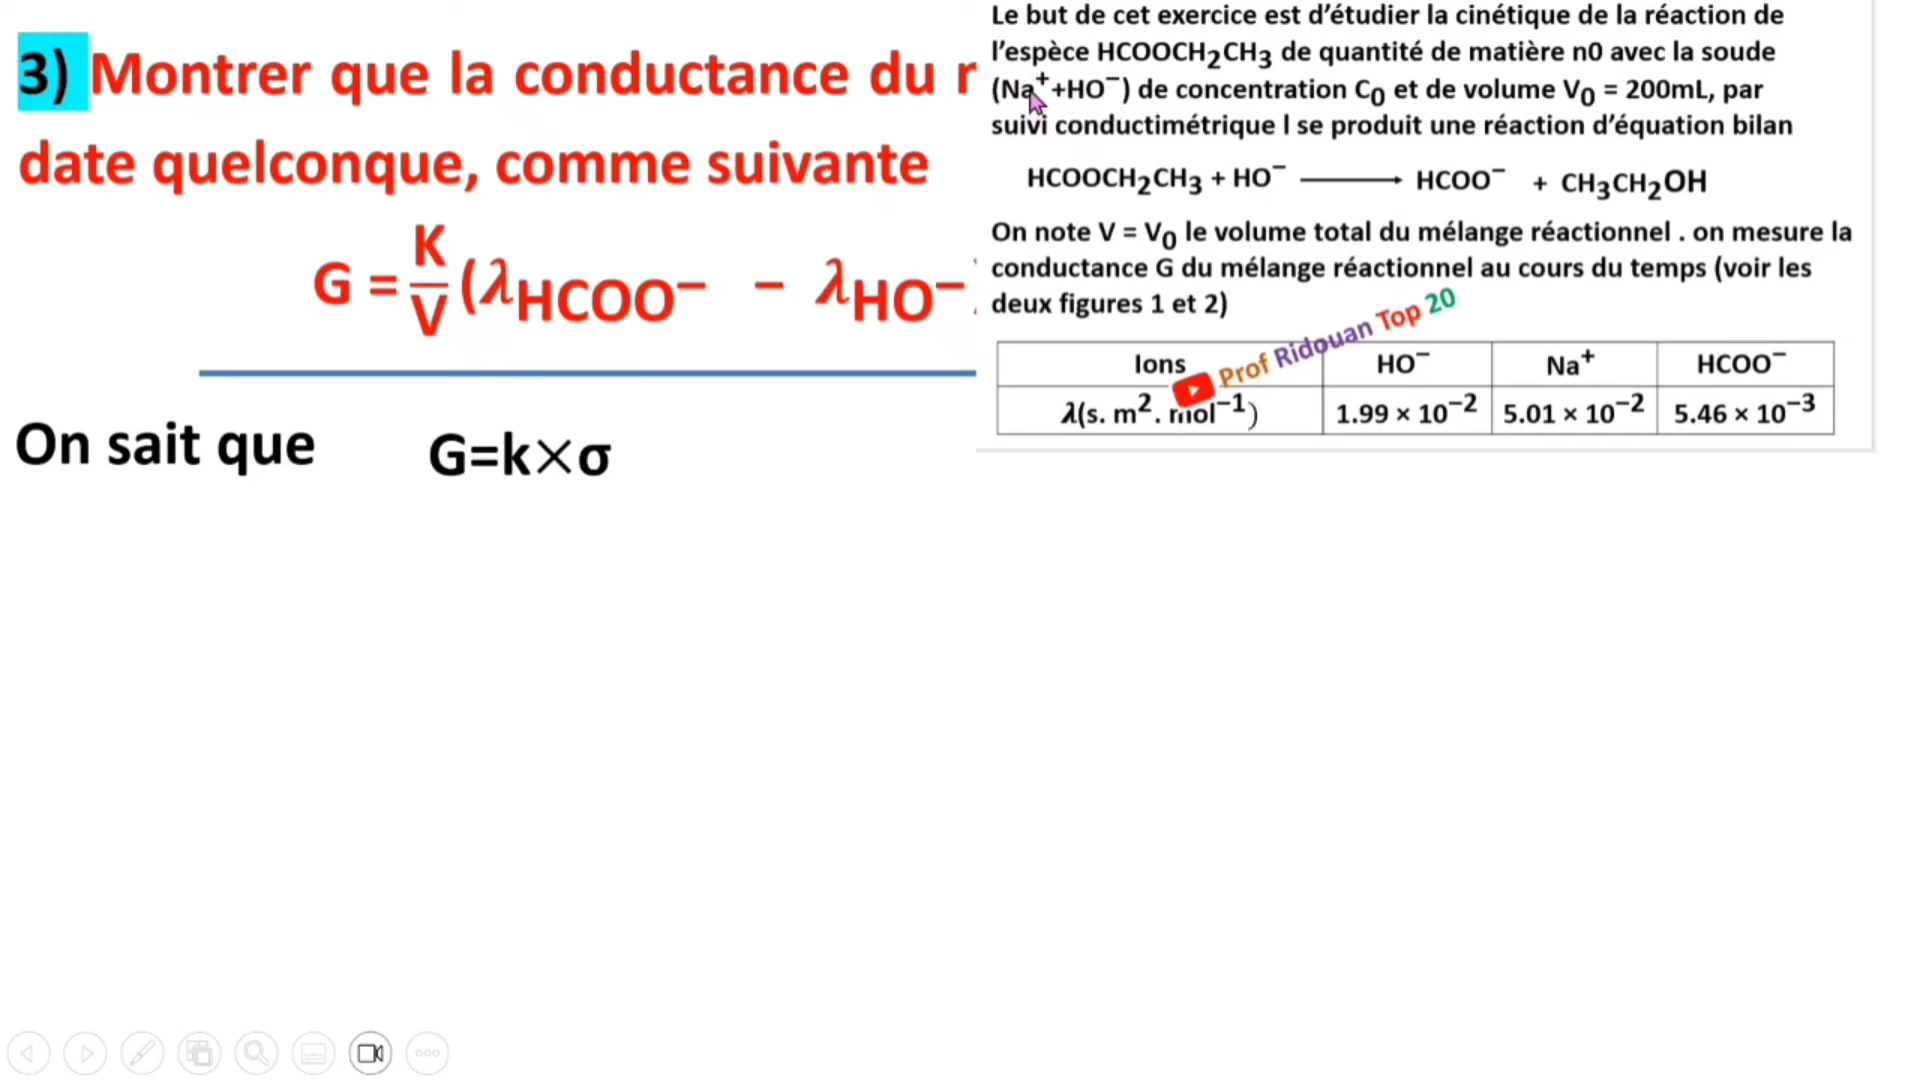 3) Montrer que la conductance du
date quelconque, comme suivante
G = K/V (λHCOO⁻ − λHO⁻
On sait que G=k×σ
Le but de cet exercice est d’étudier la cinétique de la réaction de
l’espèce HCOOCH₂CH₃ de quantité de matière n0 avec la soude
(Na⁺+HO⁻) de concentration C₀ et de volume V₀ = 200mL, par
suivi conductimétrique l se produit une réaction d’équation bilan
HCOOCH₂CH₃ + HO⁻ ⟶ HCOO⁻ + CH₃CH₂OH
On note V = V₀ le volume total du mélange réactionnel . on mesure la
conductance G du mélange réactionnel au cours du temps (voir les
deux figures 1 et 2)
Prof Ridouan Top 20
Ions HO⁻ Na⁺ HCOO⁻
λ(s. m². mol⁻¹) 1.99 × 10⁻² 5.01 × 10⁻² 5.46 × 10⁻³